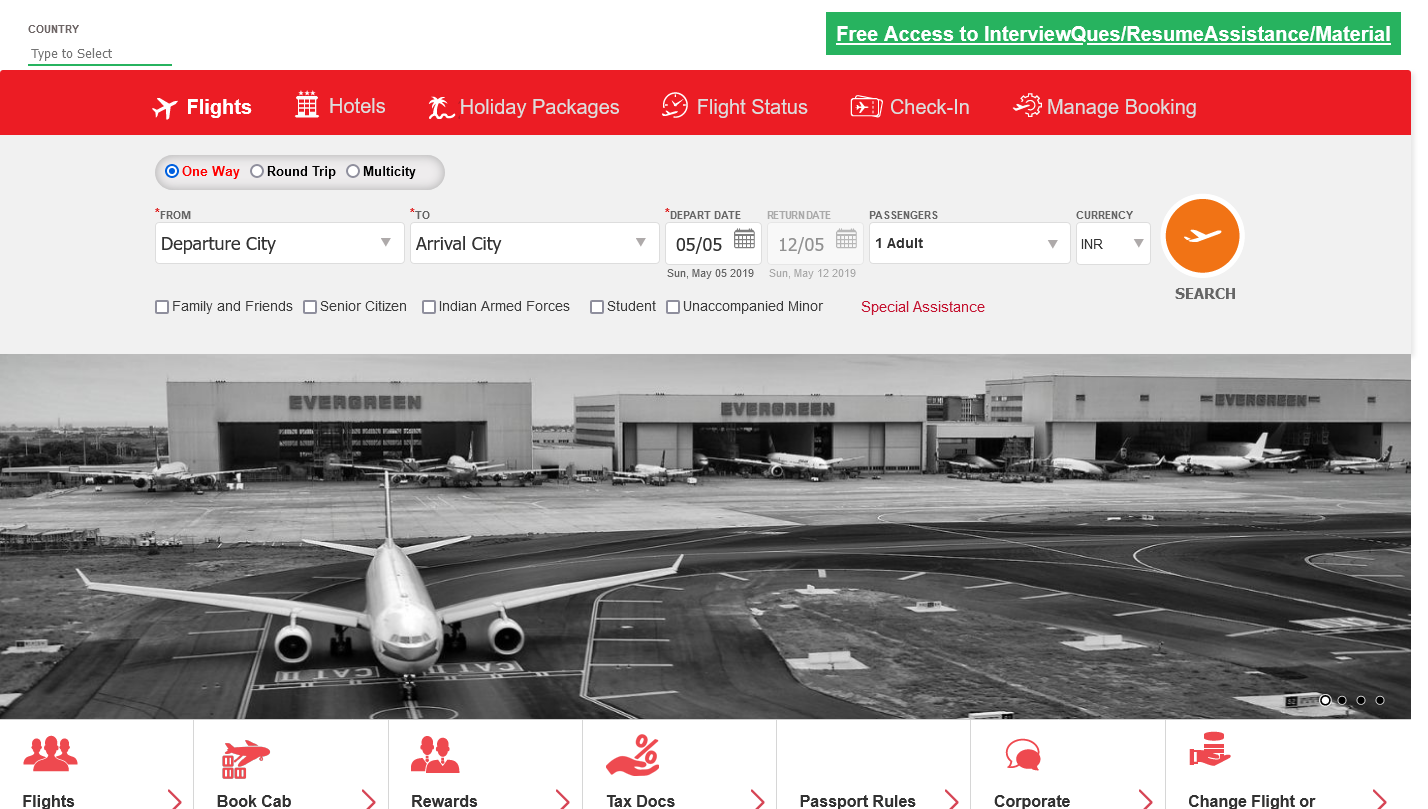 COUNTRY
Type to Select
Free Access to InterviewQues/ResumeAssistance/Material
Flights Hotels Holiday Packages Flight Status Check-In Manage Booking
One Way Round Trip Multicity
*FROM *TO *DEPART DATE RETURN DATE PASSENGERS CURRENCY
Departure City Arrival City 05/05 12/05 1 Adult INR
Sun, May 05 2019 Sun, May 12 2019
SEARCH
Family and Friends Senior Citizen Indian Armed Forces Student Unaccompanied Minor Special Assistance
EVERGREEN EVERGREEN EVERGREEN
CAT II CAT II
Flights Book Cab Rewards Tax Docs Passport Rules Corporate Change Flight or